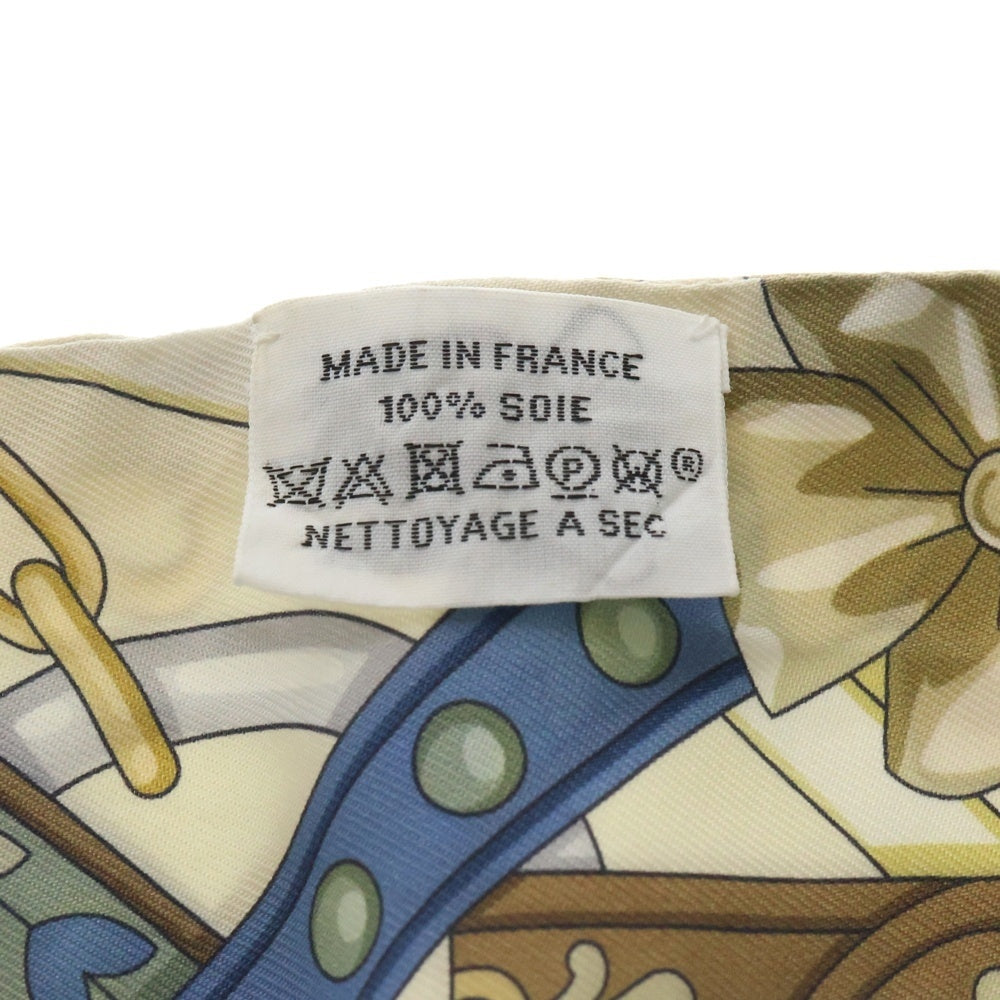 MADE IN FRANCE
100% SOIE
P W ®
NETTOYAGE A SEC